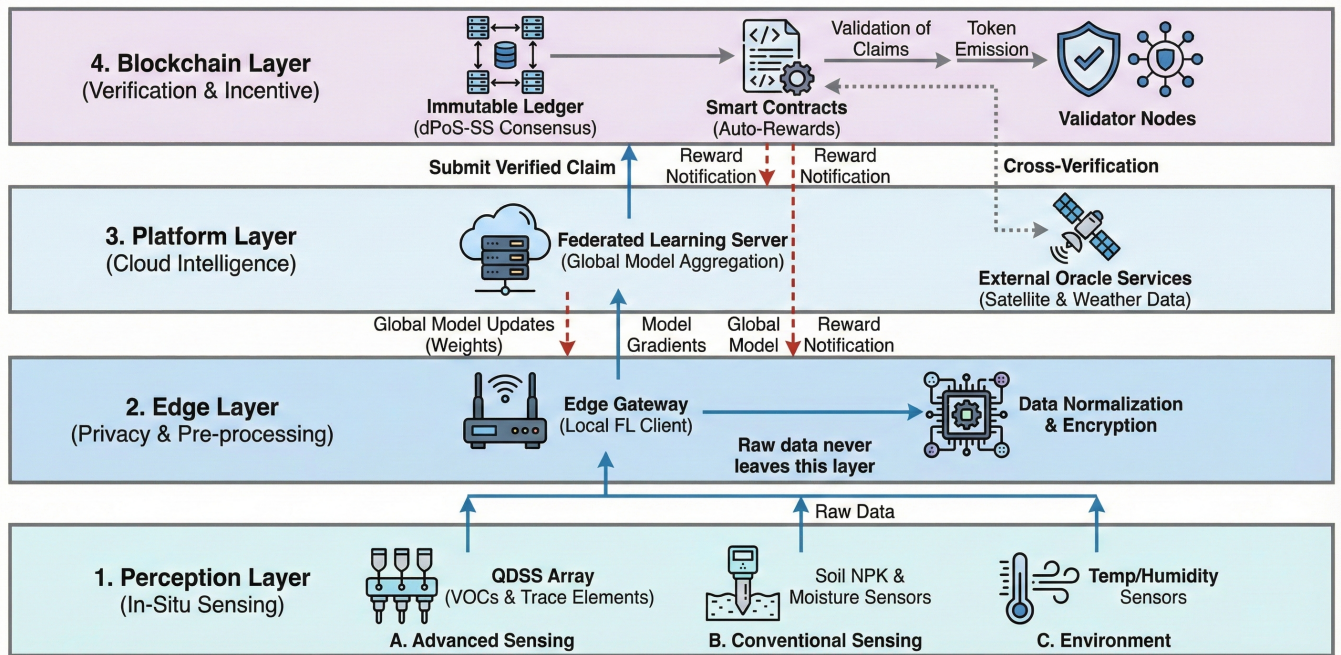 4. Blockchain Layer
(Verification & Incentive)
Immutable Ledger
(dPoS-SS Consensus)
Smart Contracts
(Auto-Rewards)
Validation of
Claims
Token
Emission
Validator Nodes
Submit Verified Claim
Reward
Notification
Reward
Notification
Cross-Verification
3. Platform Layer
(Cloud Intelligence)
Federated Learning Server
(Global Model Aggregation)
External Oracle Services
(Satellite & Weather Data)
Global Model Updates
(Weights)
Model
Gradients
Global
Model
Reward
Notification
2. Edge Layer
(Privacy & Pre-processing)
Edge Gateway
(Local FL Client)
Raw data never
leaves this layer
Data Normalization
& Encryption
Raw Data
1. Perception Layer
(In-Situ Sensing)
QDSS Array
(VOCs & Trace Elements)
A. Advanced Sensing
Soil NPK &
Moisture Sensors
B. Conventional Sensing
Temp/Humidity
Sensors
C. Environment